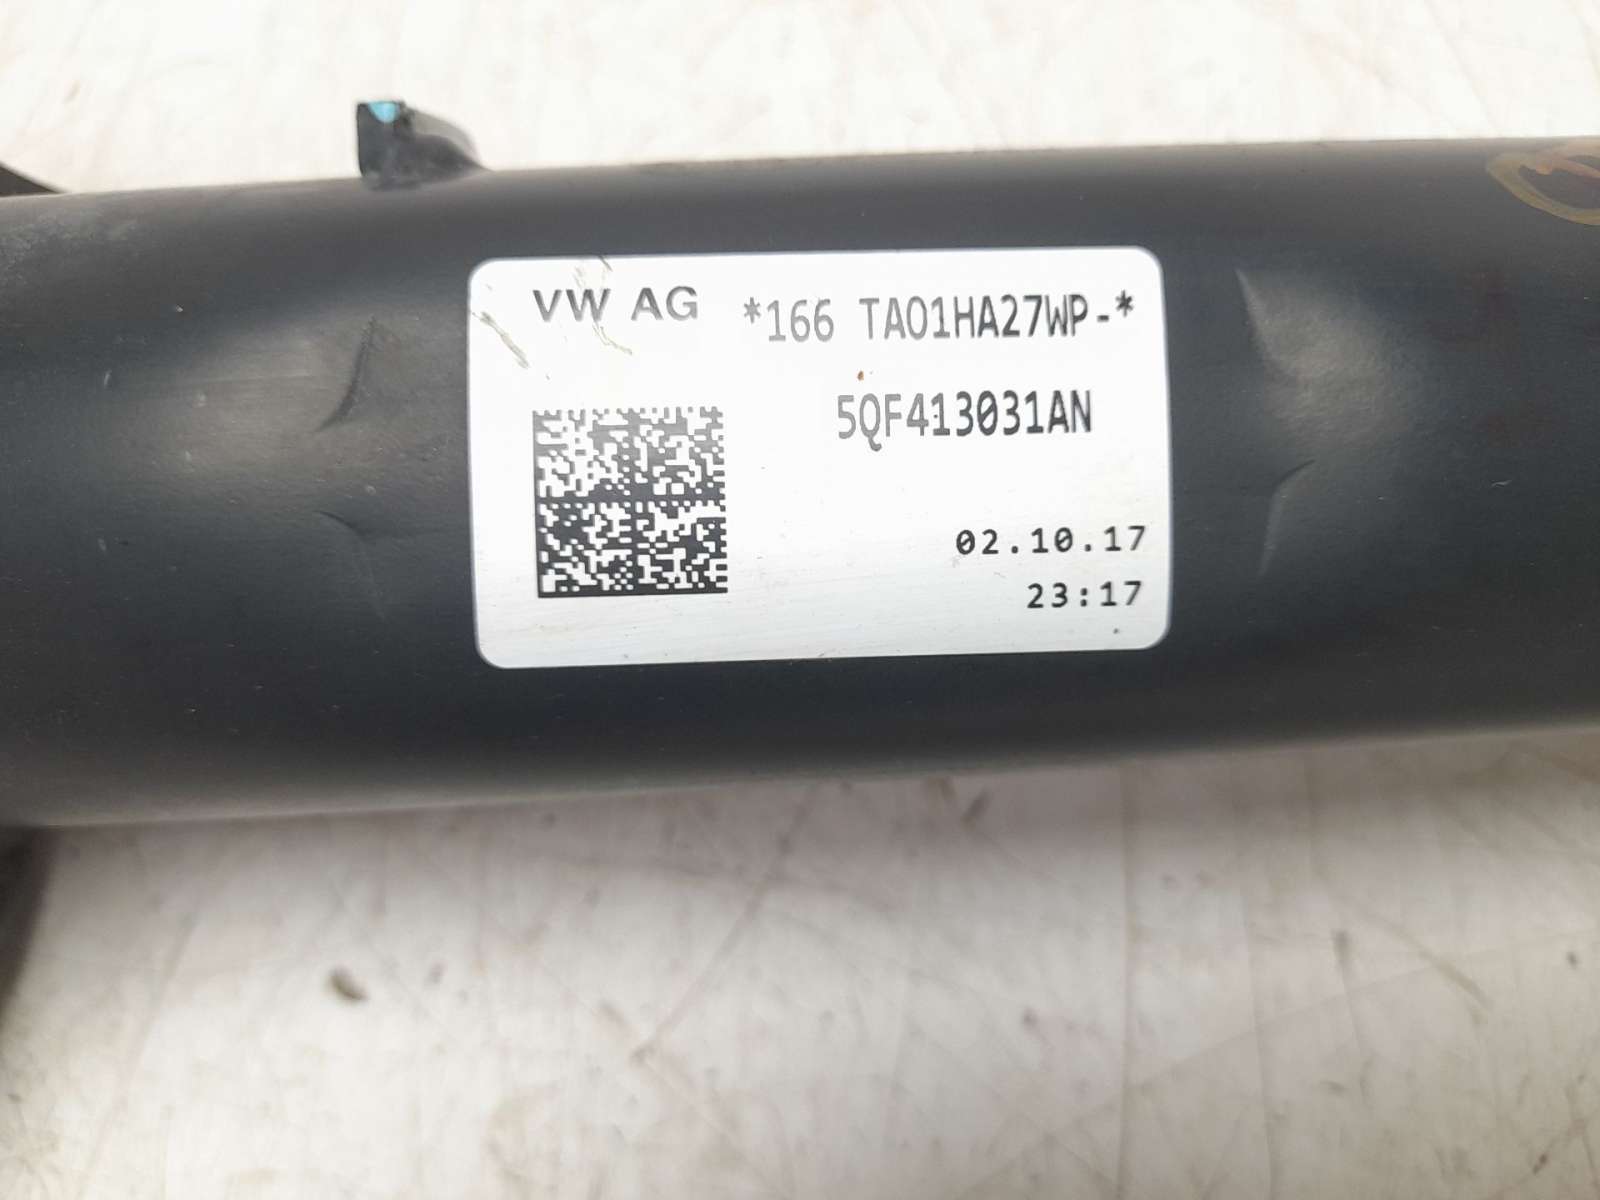 VW AG *166 TA01HA27WP-*
5QF413031AN
02.10.17
23:17